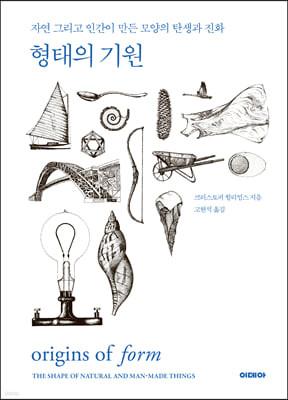 자연 그리고 인간이 만든 모양의 탄생과 진화
형태의 기원
크리스토퍼 윌리엄스 지음
고현석 옮김
origins of form
THE SHAPE OF NATURAL AND MAN-MADE THINGS
이데아